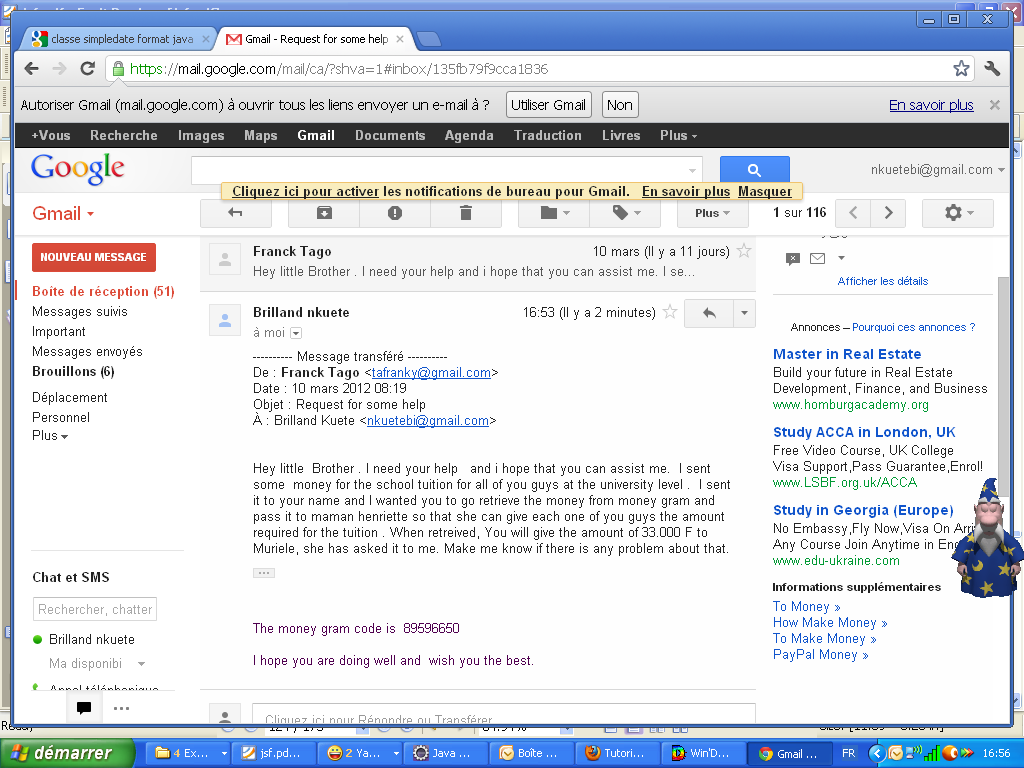 classe simpledate format java
Gmail - Request for some help
https://mail.google.com/mail/ca/?shva=1#inbox/135fb79f9cca1836
Autoriser Gmail (mail.google.com) à ouvrir tous les liens envoyer un e-mail à ? Utiliser Gmail Non En savoir plus
+Vous Recherche Images Maps Gmail Documents Agenda Traduction Livres Plus
Google
nkuetebi@gmail.com
Cliquez ici pour activer les notifications de bureau pour Gmail. En savoir plus Masquer
Gmail
Plus
1 sur 116
NOUVEAU MESSAGE
Boîte de réception (51)
Messages suivis
Important
Messages envoyés
Brouillons (6)
Déplacement
Personnel
Plus
Chat et SMS
Rechercher, chatter
Brilland nkuete
Ma disponibi
Appel téléphonique
Franck Tago 10 mars (Il y a 11 jours)
Hey little Brother . I need your help and i hope that you can assist me. I se...
Brilland nkuete 16:53 (Il y a 2 minutes)
à moi
---------- Message transféré ----------
De : Franck Tago <tafranky@gmail.com>
Date : 10 mars 2012 08:19
Objet : Request for some help
À : Brilland Kuete <nkuetebi@gmail.com>
Hey little Brother . I need your help and i hope that you can assist me. I sent
some money for the school tuition for all of you guys at the university level . I sent
it to your name and I wanted you to go retrieve the money from money gram and
pass it to maman henriette so that she can give each one of you guys the amount
required for the tuition . When retreived, You will give the amount of 33.000 F to
Muriele, she has asked it to me. Make me know if there is any problem about that.
The money gram code is 89596650
I hope you are doing well and wish you the best.
Cliquez ici pour Répondre ou Transférer
Afficher les détails
Annonces – Pourquoi ces annonces ?
Master in Real Estate
Build your future in Real Estate
Development, Finance, and Business
www.homburgacademy.org
Study ACCA in London, UK
Free Video Course, UK College
Visa Support,Pass Guarantee,Enrol!
www.LSBF.org.uk/ACCA
Study in Georgia (Europe)
No Embassy,Fly Now,Visa On Arri
Any Course Join Anytime in Eng
www.edu-ukraine.com
Informations supplémentaires
To Money »
How Make Money »
To Make Money »
PayPal Money »
démarrer
4 Ex...
jsf.pd...
2 Ya...
Java ...
Boîte ...
Tutori...
Win'D...
Gmail ...
FR
16:56